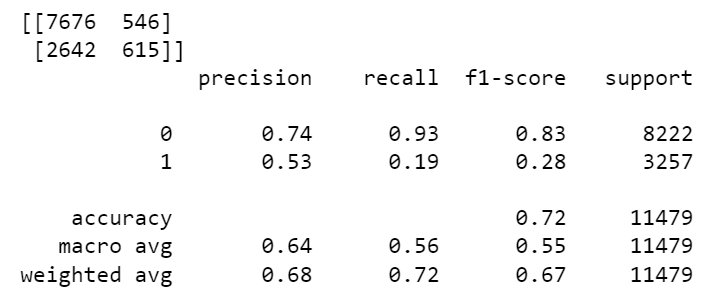 [[7676  546]
 [2642  615]]
              precision    recall  f1-score   support

           0       0.74      0.93      0.83      8222
           1       0.53      0.19      0.28      3257

    accuracy                           0.72     11479
   macro avg       0.64      0.56      0.55     11479
weighted avg       0.68      0.72      0.67     11479